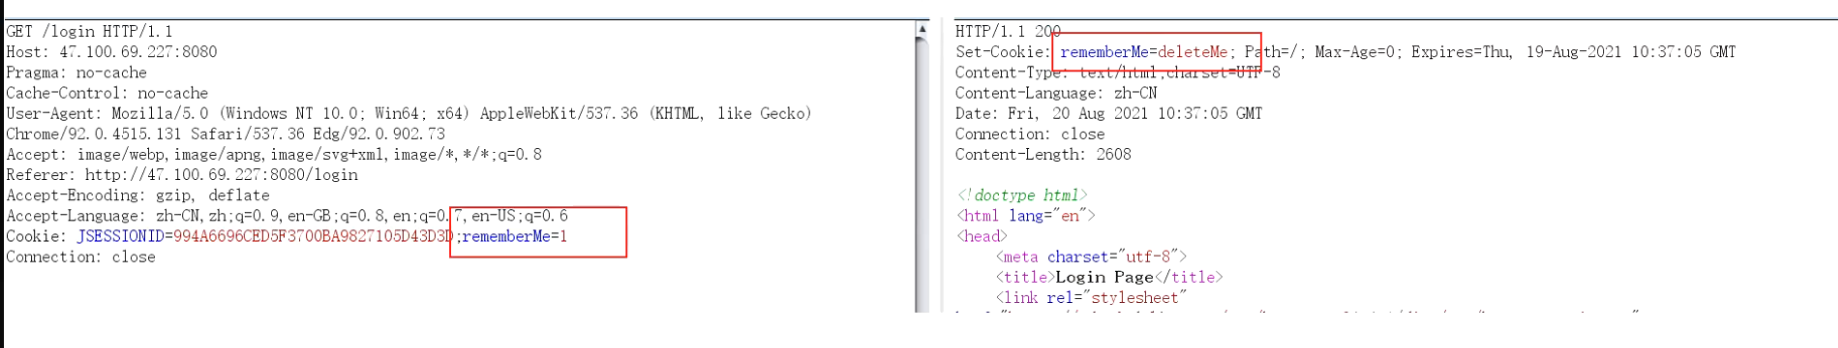 GET /login HTTP/1.1
Host: 47.100.69.227:8080
Pragma: no-cache
Cache-Control: no-cache
User-Agent: Mozilla/5.0 (Windows NT 10.0; Win64; x64) AppleWebKit/537.36 (KHTML, like Gecko)
Chrome/92.0.4515.131 Safari/537.36 Edg/92.0.902.73
Accept: image/webp,image/apng,image/svg+xml,image/*,*/*;q=0.8
Referer: http://47.100.69.227:8080/login
Accept-Encoding: gzip, deflate
Accept-Language: zh-CN,zh;q=0.9,en-GB;q=0.8,en;q=0.7,en-US;q=0.6
Cookie: JSESSIONID=994A6696CED5F3700BA9827105D43D3D;rememberMe=1
Connection: close
HTTP/1.1 200
Set-Cookie: rememberMe=deleteMe; Path=/; Max-Age=0; Expires=Thu, 19-Aug-2021 10:37:05 GMT
Content-Type: text/html;charset=UTF-8
Content-Language: zh-CN
Date: Fri, 20 Aug 2021 10:37:05 GMT
Connection: close
Content-Length: 2608
<!doctype html>
<html lang="en">
<head>
<meta charset="utf-8">
<title>Login Page</title>
<link rel="stylesheet"